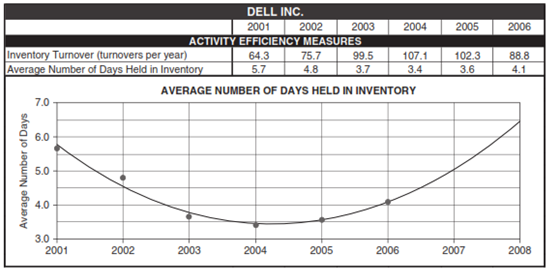 DELL INC.
2001 2002 2003 2004 2005 2006
ACTIVITY EFFICIENCY MEASURES
Inventory Turnover (turnovers per year) 64.3 75.7 99.5 107.1 102.3 88.8
Average Number of Days Held in Inventory 5.7 4.8 3.7 3.4 3.6 4.1
AVERAGE NUMBER OF DAYS HELD IN INVENTORY
Average Number of Days
7.0
6.0
5.0
4.0
3.0
2001 2002 2003 2004 2005 2006 2007 2008